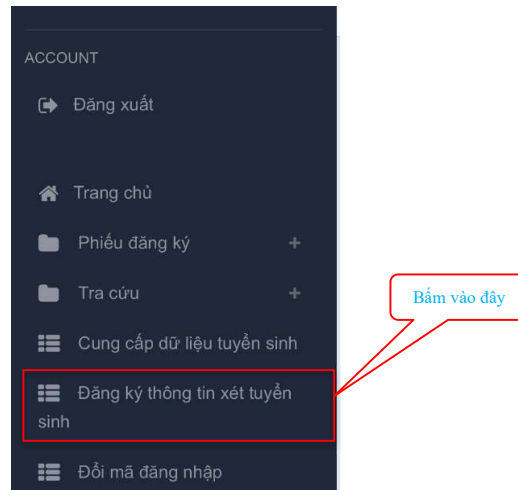 ACCOUNT
Đăng xuất
Trang chủ
Phiếu đăng ký +
Tra cứu +
Cung cấp dữ liệu tuyển sinh
Đăng ký thông tin xét tuyển
sinh
Đổi mã đăng nhập
Bấm vào đây